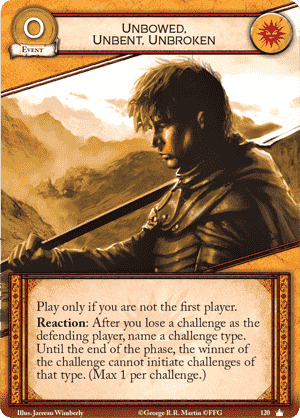 0
Event
Unbowed,
Unbent, Unbroken
Play only if you are not the first player.
Reaction: After you lose a challenge as the
defending player, name a challenge type.
Until the end of the phase, the winner of
the challenge cannot initiate challenges of
that type. (Max 1 per challenge.)
Illus. Jarreau Wimberly ©George R.R. Martin ©FFG 120